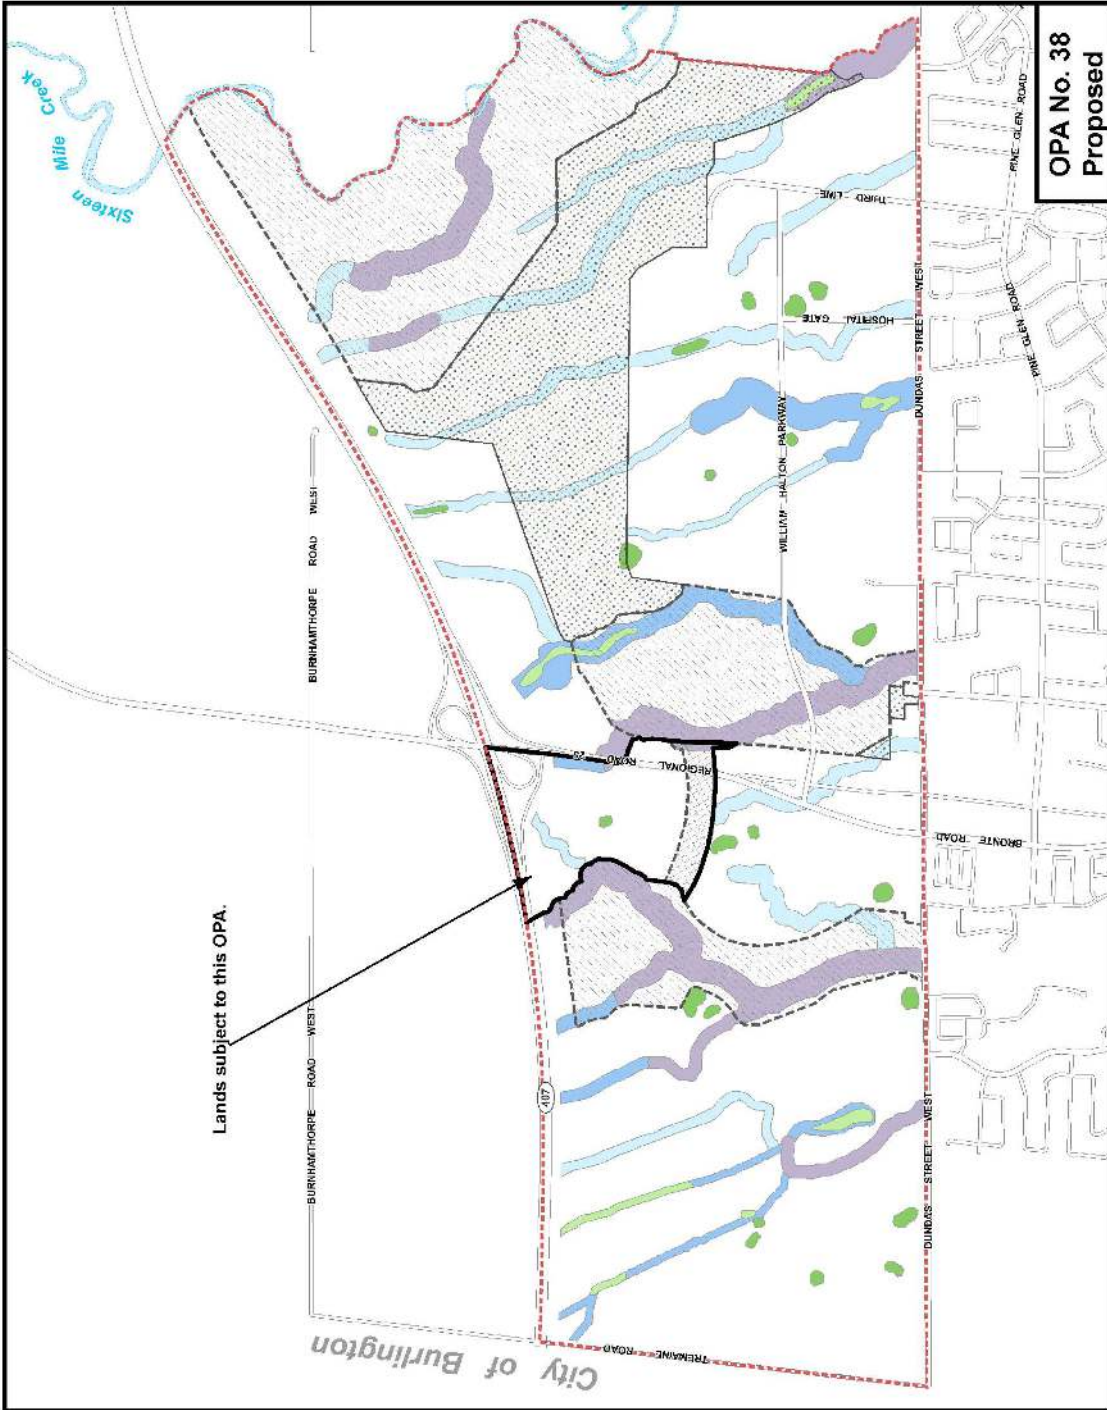 OPA No. 38
Proposed
Sixteen
Mile
Creek
BURNHAMTHORPE ROAD WEST
BURNHAMTHORPE ROAD WEST
Lands subject to this OPA.
407
REGIONAL ROAD 25
WILLIAM HALTON PARKWAY
THIRD LINE
HOSPITAL GATE
DUNDAS STREET WEST
DUNDAS STREET WEST
PINE GLEN ROAD
PINE GLEN ROAD
BRONTE ROAD
TREMAINE ROAD
City of Burlington